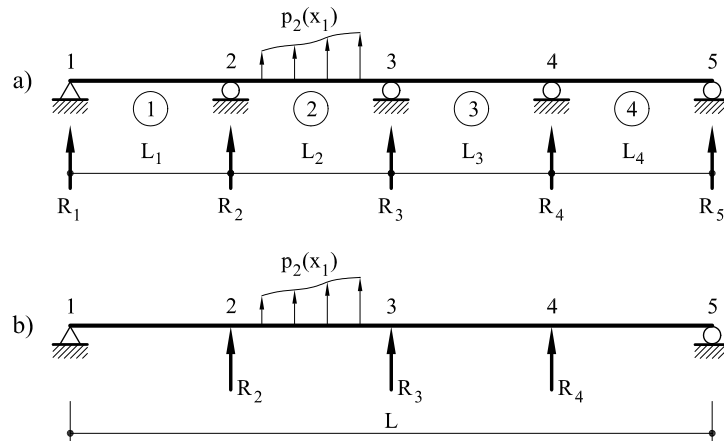 p₂(x₁)
1 2 3 4 5
a)
1 2 3 4
L₁ L₂ L₃ L₄
R₁ R₂ R₃ R₄ R₅
p₂(x₁)
1 2 3 4 5
b)
R₂ R₃ R₄
L